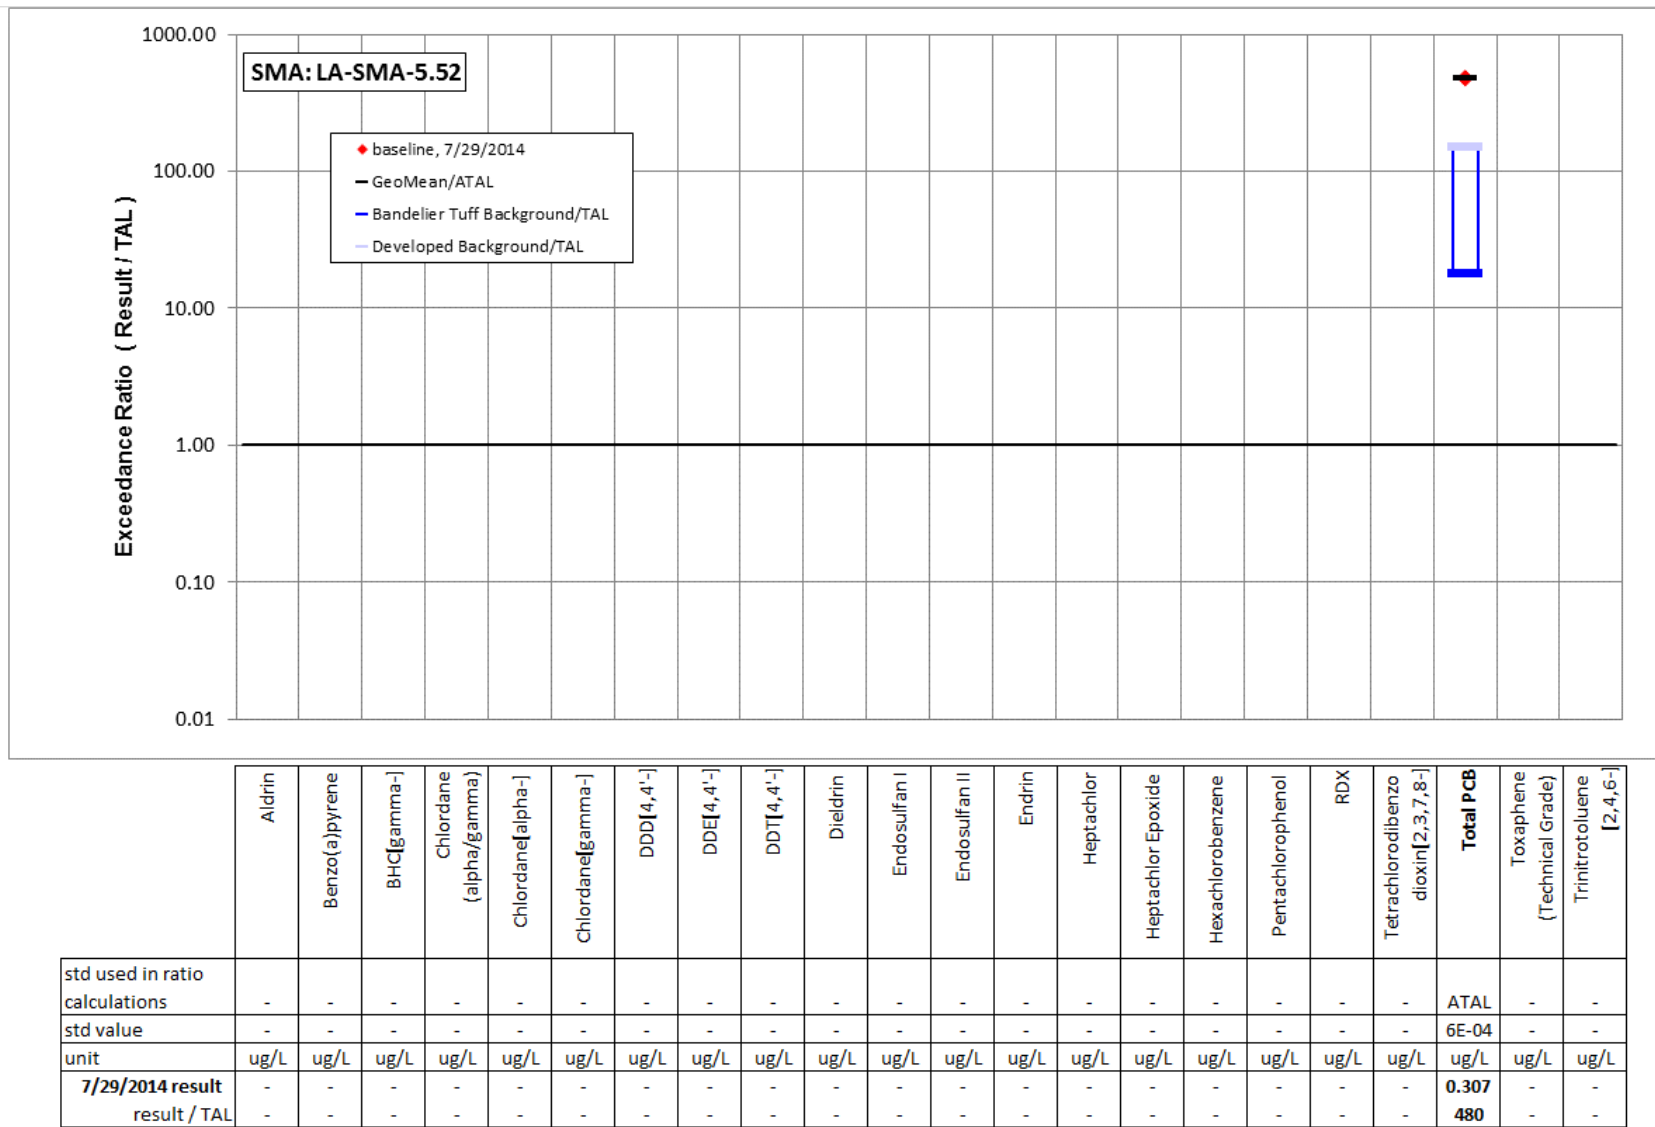 1000.00
SMA: LA-SMA-5.52
baseline, 7/29/2014
GeoMean/ATAL
Bandelier Tuff Background/TAL
Developed Background/TAL
100.00
10.00
1.00
0.10
0.01
Exceedance Ratio ( Result / TAL )
Aldrin
Benzo(a)pyrene
BHC[gamma-]
Chlordane
(alpha/gamma)
Chlordane[alpha-]
Chlordane[gamma-]
DDD[4,4'-]
DDE[4,4'-]
DDT[4,4'-]
Dieldrin
Endosulfan I
Endosulfan II
Endrin
Heptachlor
Heptachlor Epoxide
Hexachlorobenzene
Pentachlorophenol
RDX
Tetrachlorodibenzo
dioxin[2,3,7,8-]
Total PCB
Toxaphene
(Technical Grade)
Trinitrotoluene
[2,4,6-]
std used in ratio
calculations - - - - - - - - - - - - - - - - - - - ATAL - -
std value - - - - - - - - - - - - - - - - - - - 6E-04 - -
unit ug/L ug/L ug/L ug/L ug/L ug/L ug/L ug/L ug/L ug/L ug/L ug/L ug/L ug/L ug/L ug/L ug/L ug/L ug/L ug/L ug/L ug/L
7/29/2014 result - - - - - - - - - - - - - - - - - - - 0.307 - -
result / TAL - - - - - - - - - - - - - - - - - - - 480 - -